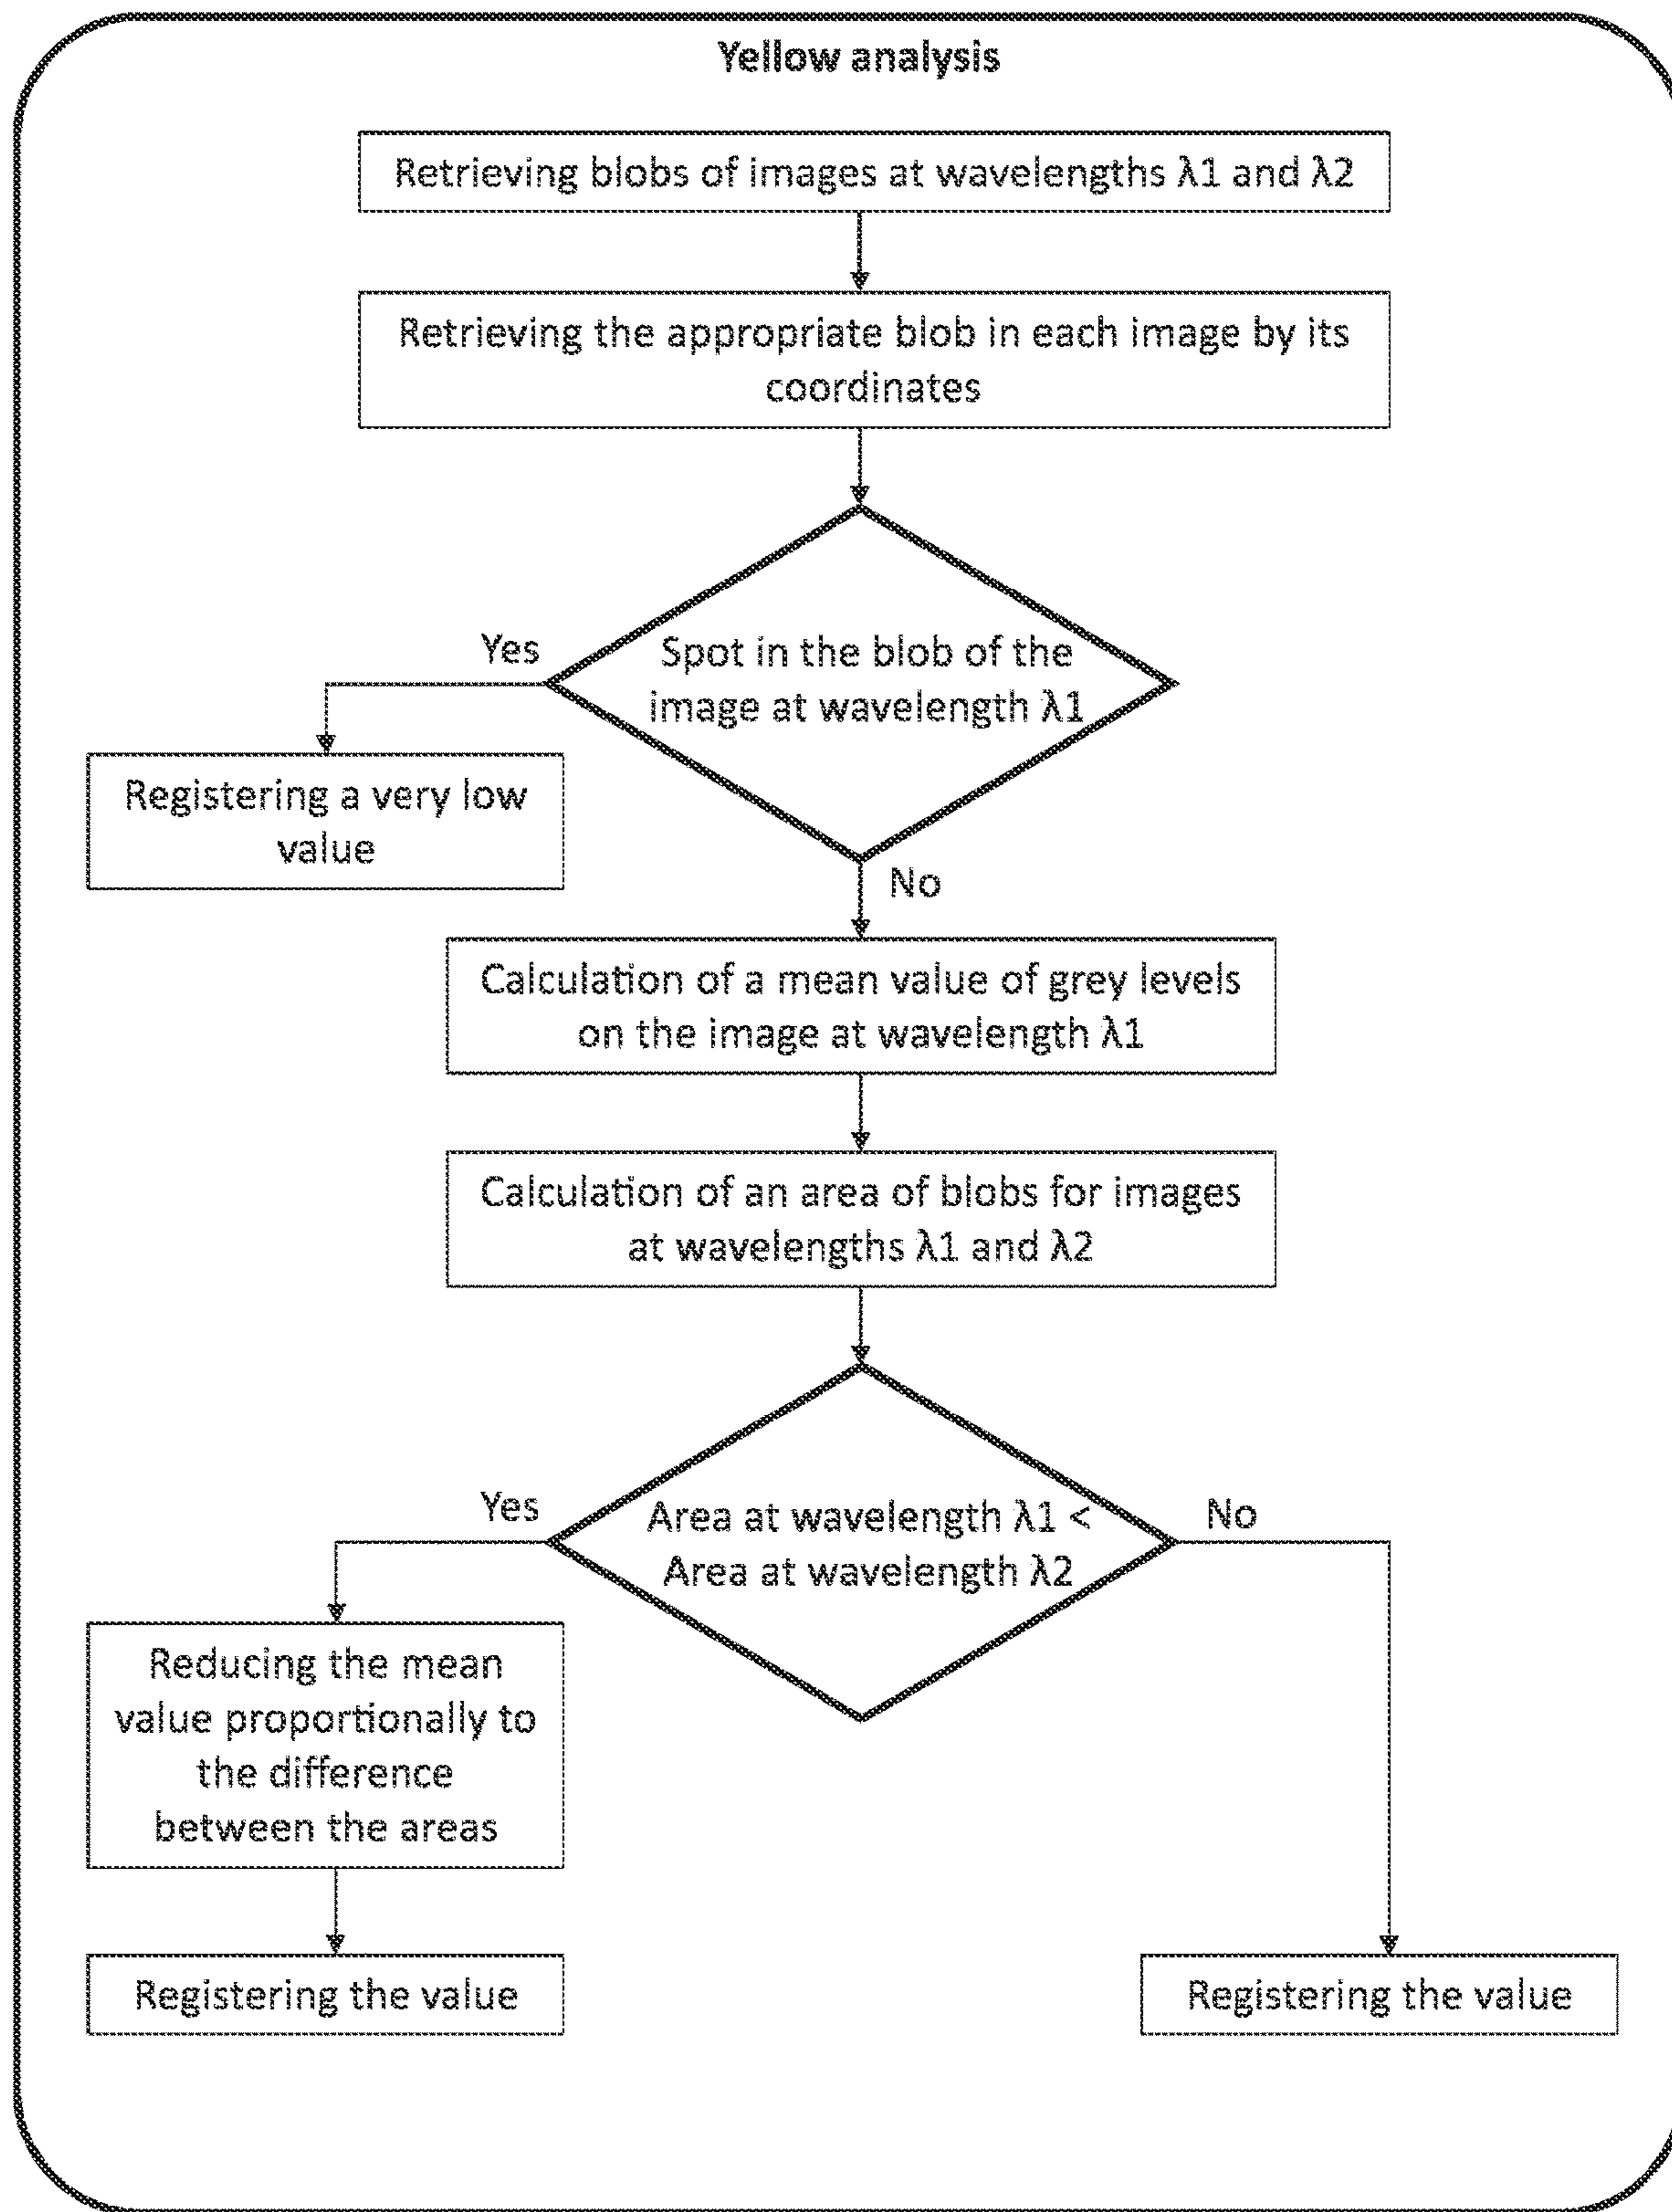 Yellow analysis
Retrieving blobs of images at wavelengths λ1 and λ2
Retrieving the appropriate blob in each image by its
coordinates
Yes
Spot in the blob of the
image at wavelength λ1
Registering a very low
value
No
Calculation of a mean value of grey levels
on the image at wavelength λ1
Calculation of an area of blobs for images
at wavelengths λ1 and λ2
Yes
Area at wavelength λ1 <
Area at wavelength λ2
No
Reducing the mean
value proportionally to
the difference
between the areas
Registering the value
Registering the value